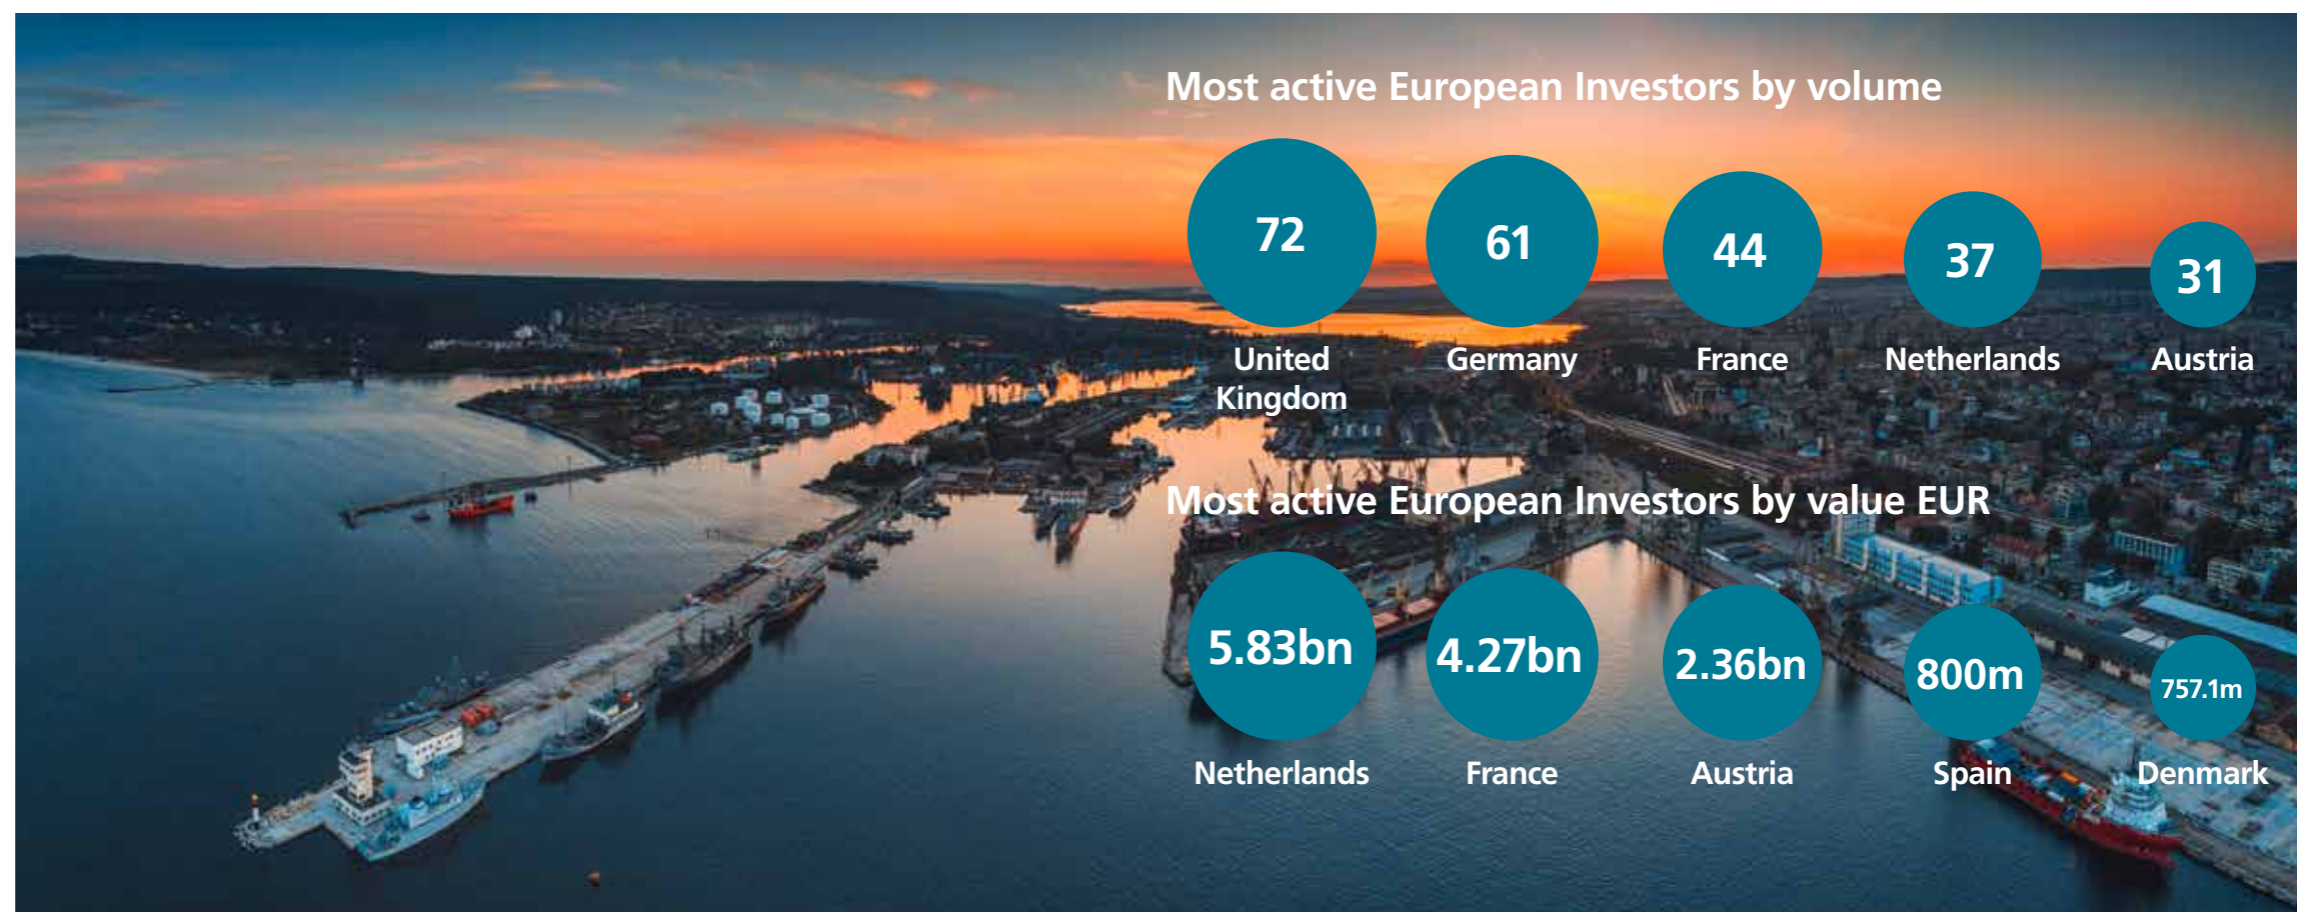 Most active European Investors by volume
72
61
44
37
31
United
Kingdom
Germany
France
Netherlands
Austria
Most active European Investors by value EUR
5.83bn
4.27bn
2.36bn
800m
757.1m
Netherlands
France
Austria
Spain
Denmark